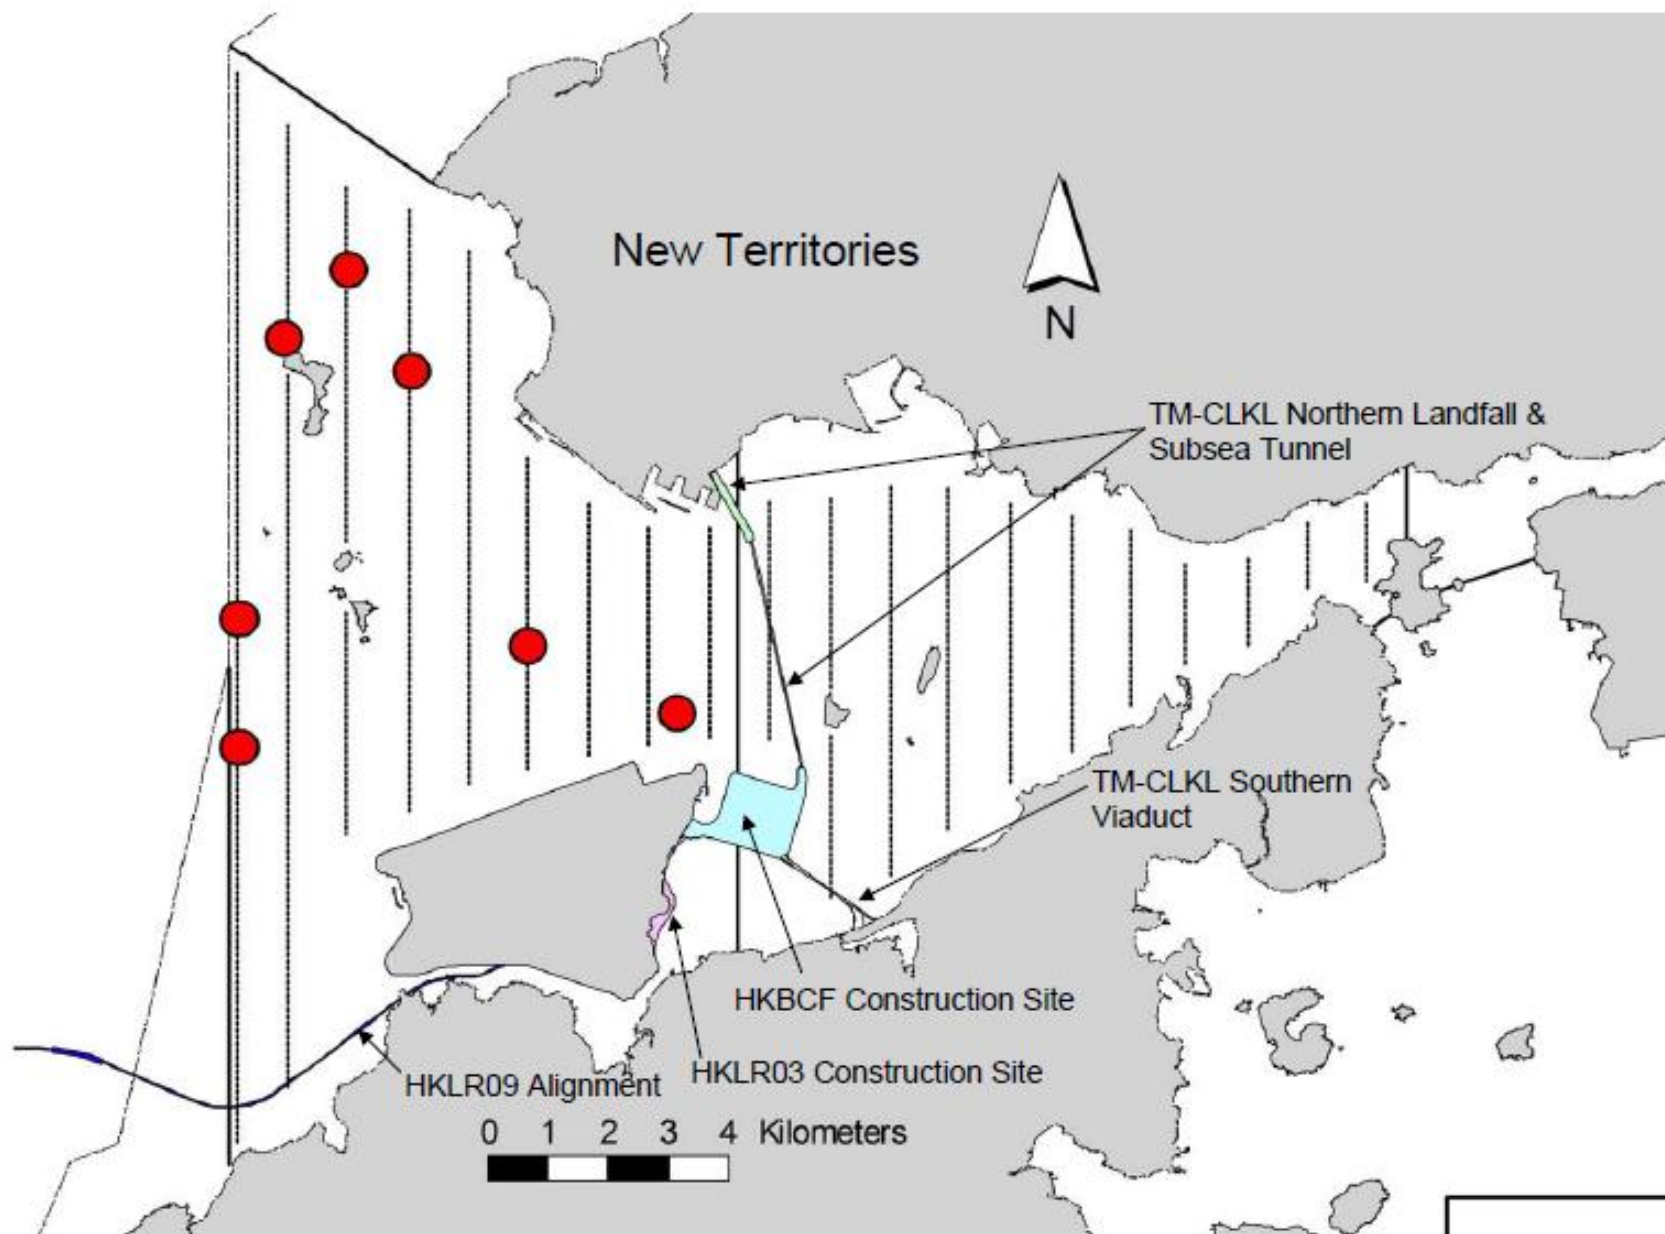 New Territories
N
TM-CLKL Northern Landfall &
Subsea Tunnel
TM-CLKL Southern
Viaduct
HKBCF Construction Site
HKLR03 Construction Site
HKLR09 Alignment
0 1 2 3 4 Kilometers